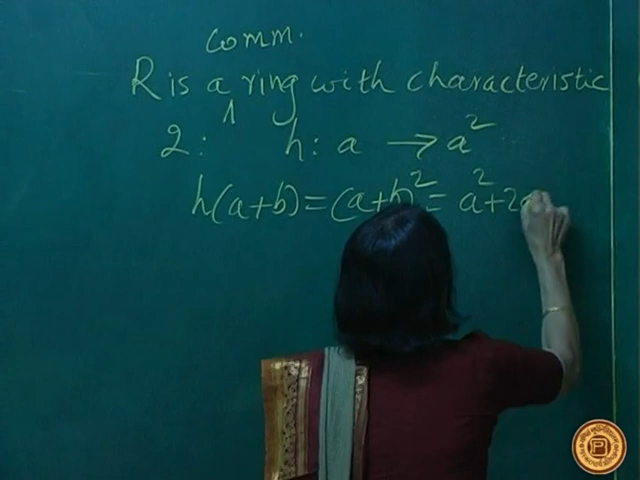 comm.
R is a ring with characteristic
2: h: a → a²
h(a+b) = (a+b)² = a² + 2a